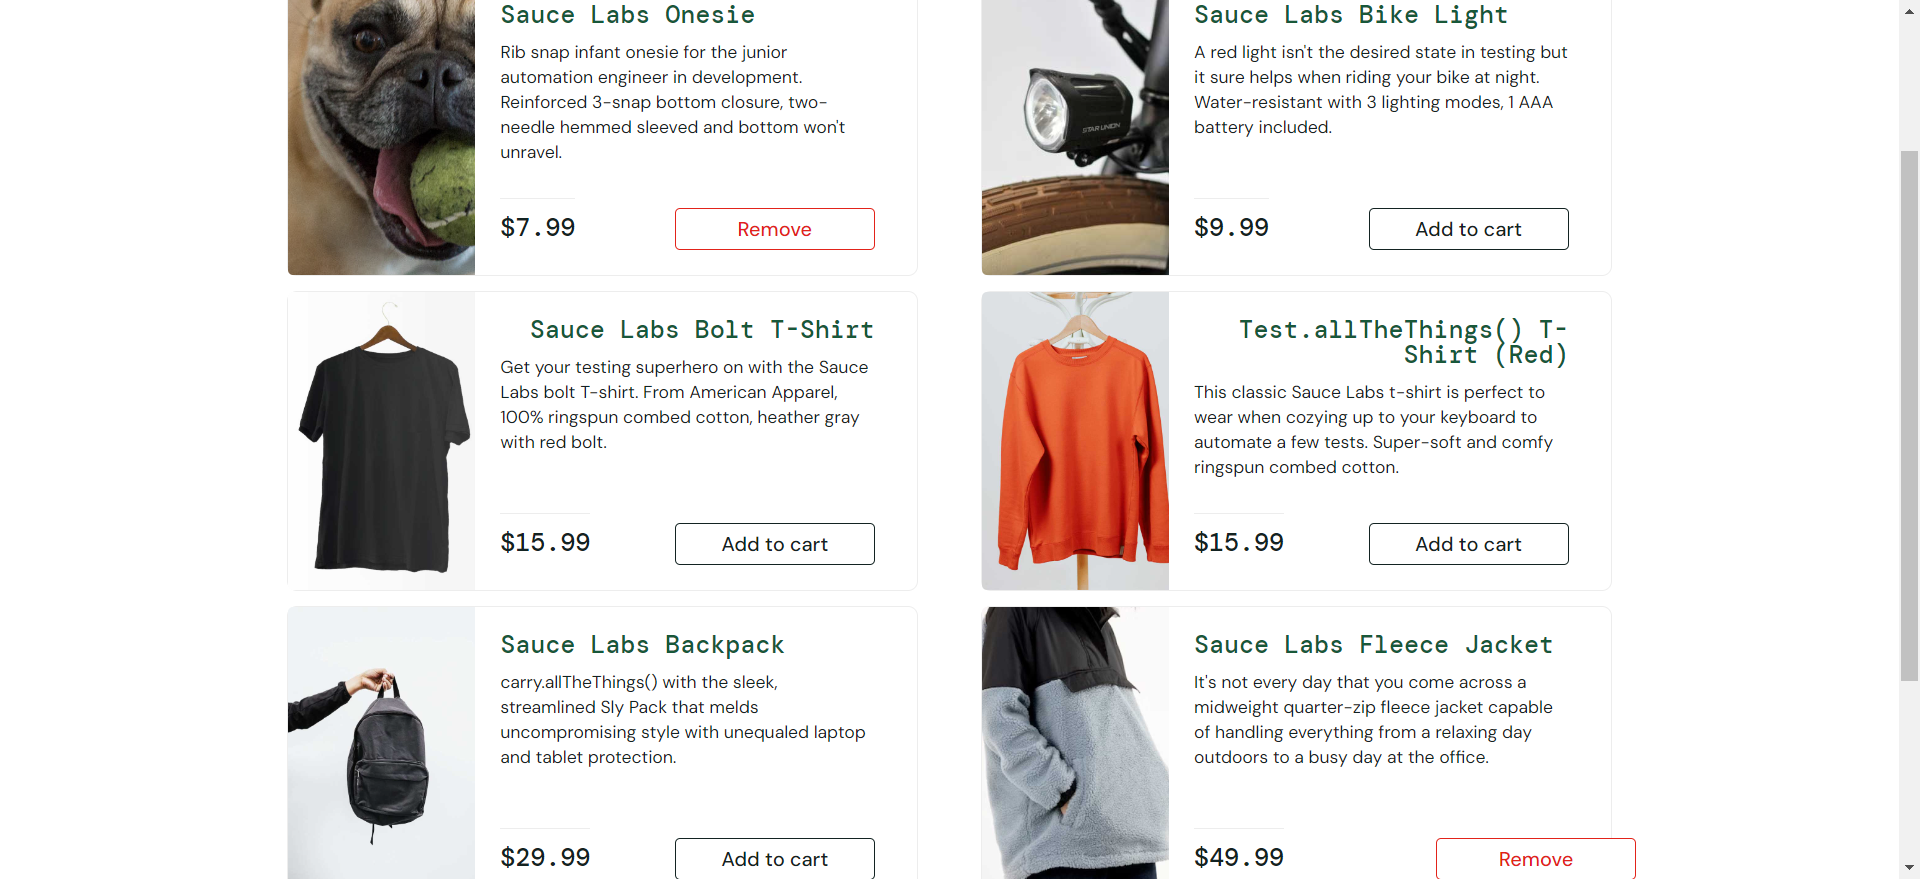 Sauce Labs Onesie
Rib snap infant onesie for the junior
automation engineer in development.
Reinforced 3-snap bottom closure, two-
needle hemmed sleeved and bottom won't
unravel.
$7.99
Remove
Sauce Labs Bike Light
A red light isn't the desired state in testing but
it sure helps when riding your bike at night.
Water-resistant with 3 lighting modes, 1 AAA
battery included.
$9.99
Add to cart
STAR UNION
Sauce Labs Bolt T-Shirt
Get your testing superhero on with the Sauce
Labs bolt T-shirt. From American Apparel,
100% ringspun combed cotton, heather gray
with red bolt.
$15.99
Add to cart
Test.allTheThings() T-
Shirt (Red)
This classic Sauce Labs t-shirt is perfect to
wear when cozying up to your keyboard to
automate a few tests. Super-soft and comfy
ringspun combed cotton.
$15.99
Add to cart
Sauce Labs Backpack
carry.allTheThings() with the sleek,
streamlined Sly Pack that melds
uncompromising style with unequaled laptop
and tablet protection.
$29.99
Add to cart
Sauce Labs Fleece Jacket
It's not every day that you come across a
midweight quarter-zip fleece jacket capable
of handling everything from a relaxing day
outdoors to a busy day at the office.
$49.99
Remove